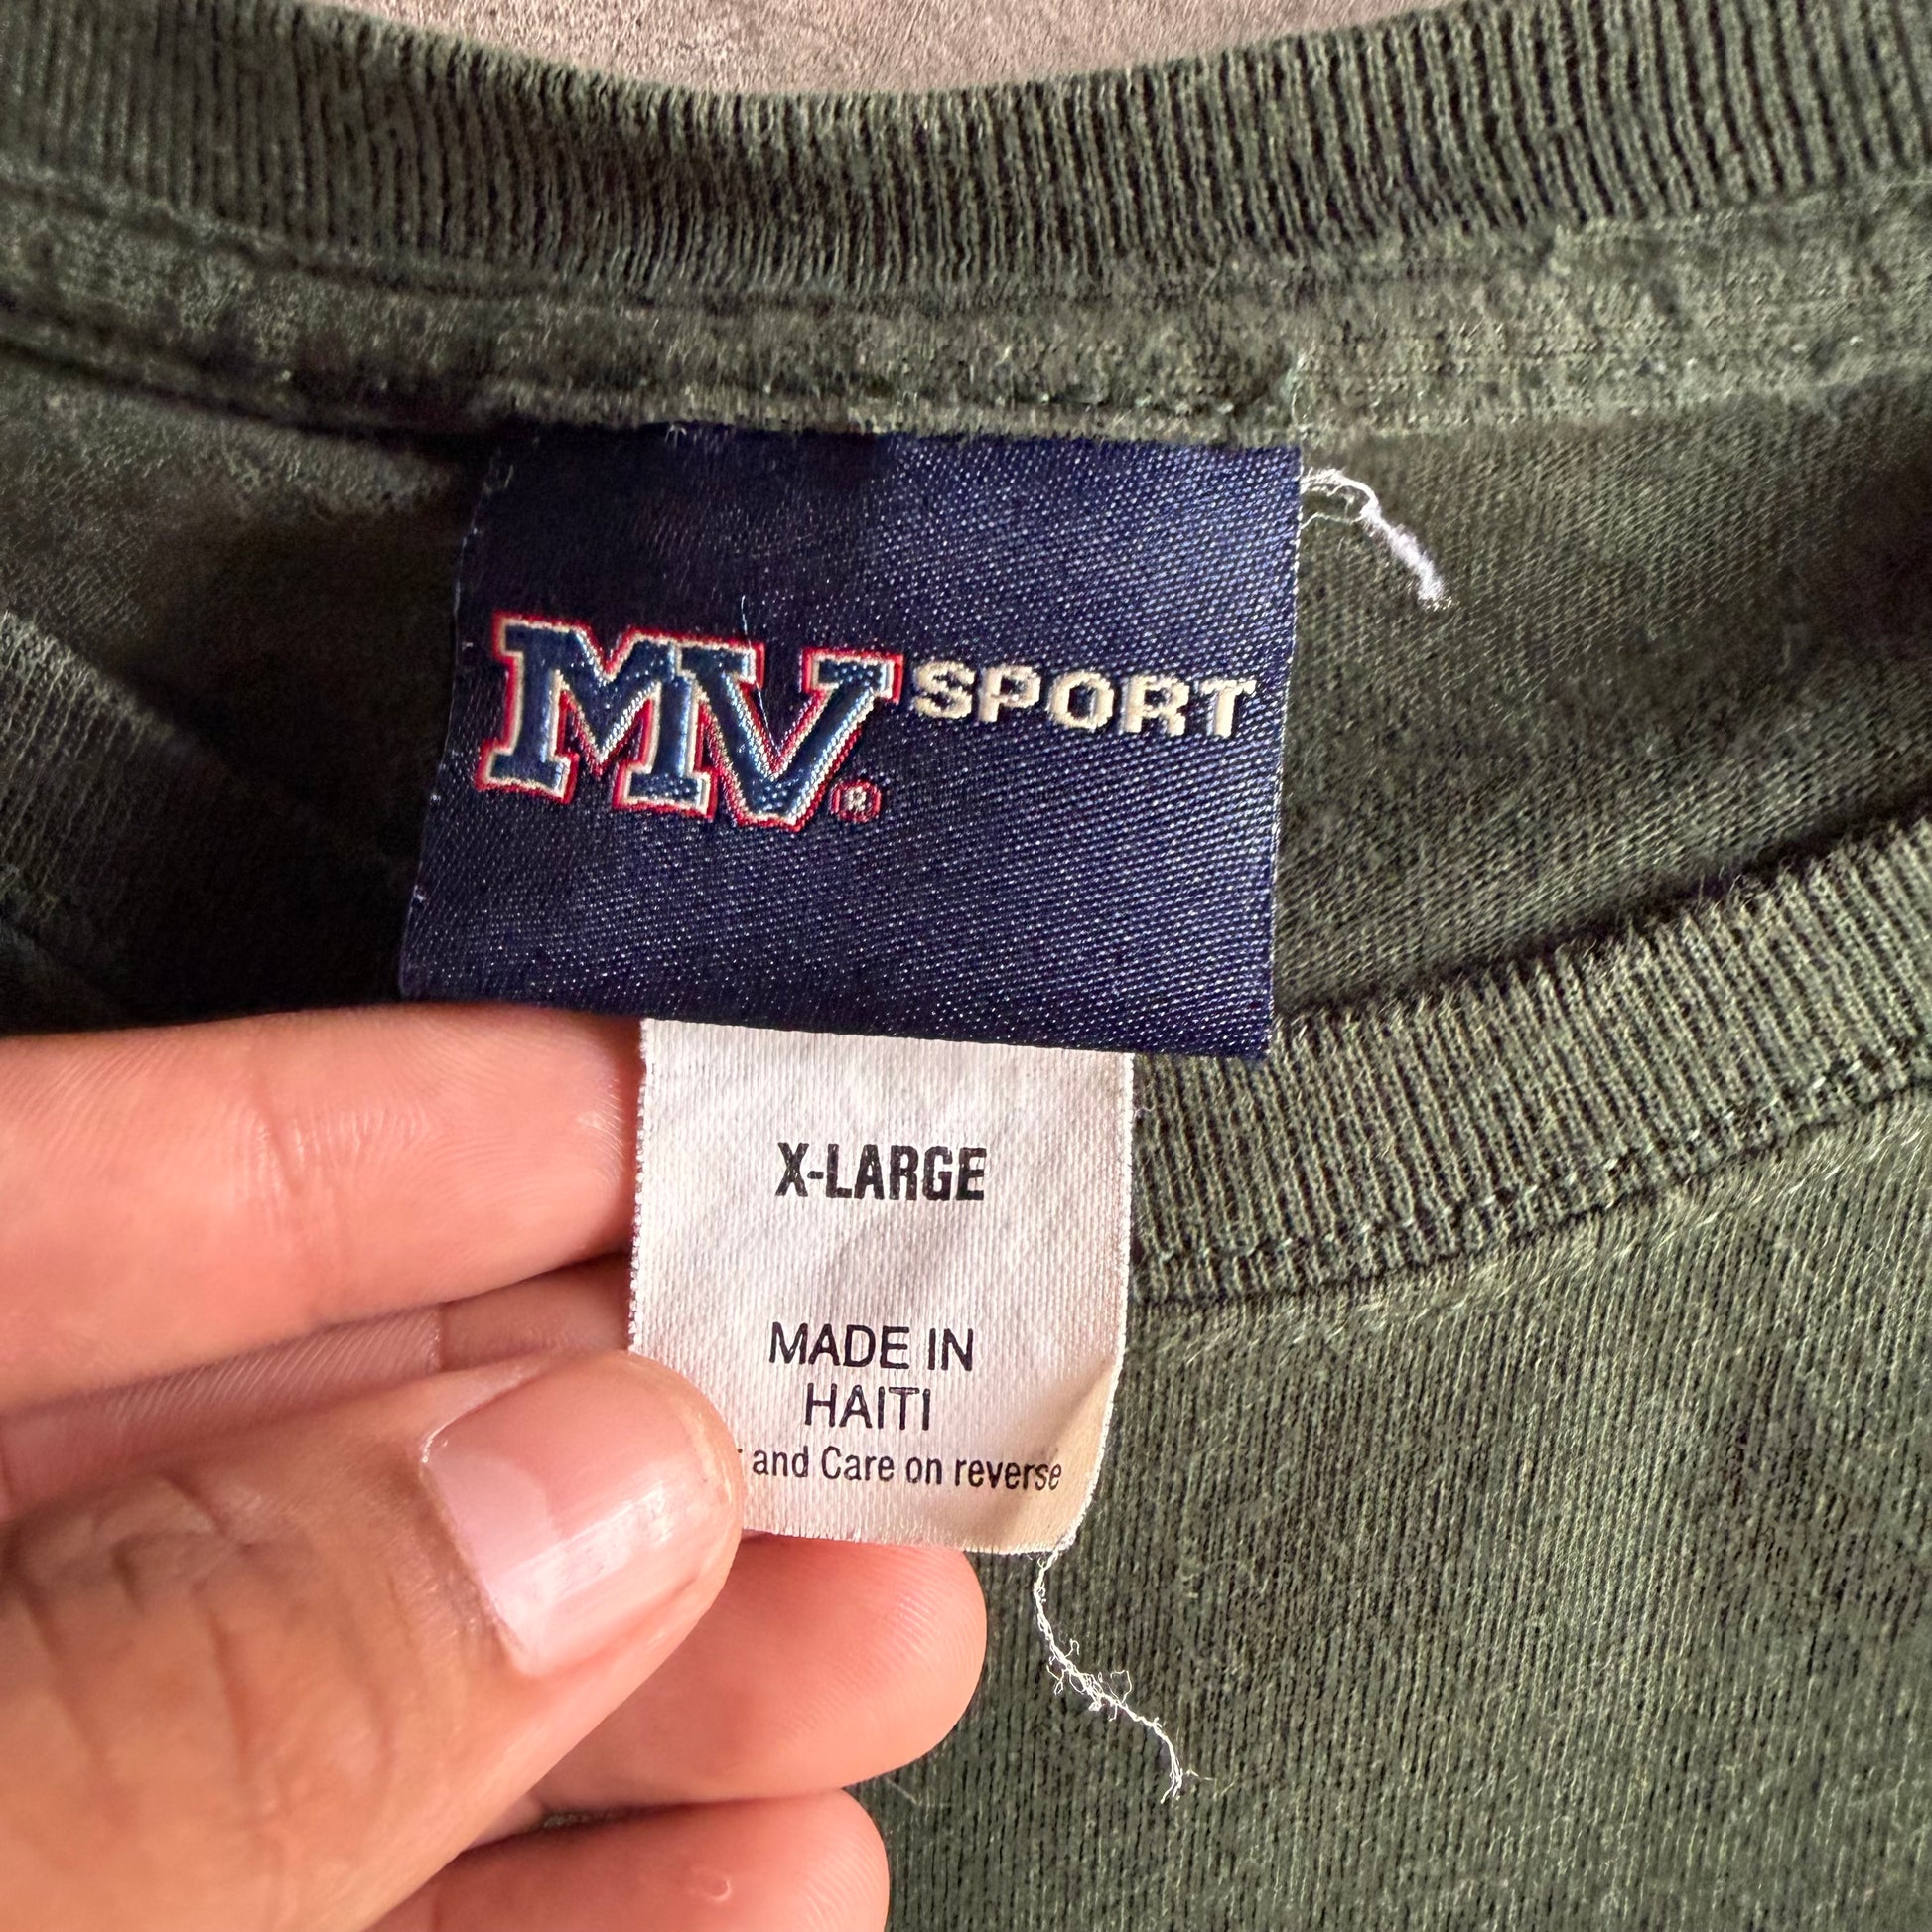 MV® SPORT
X-LARGE
MADE IN
HAITI
and Care on reverse